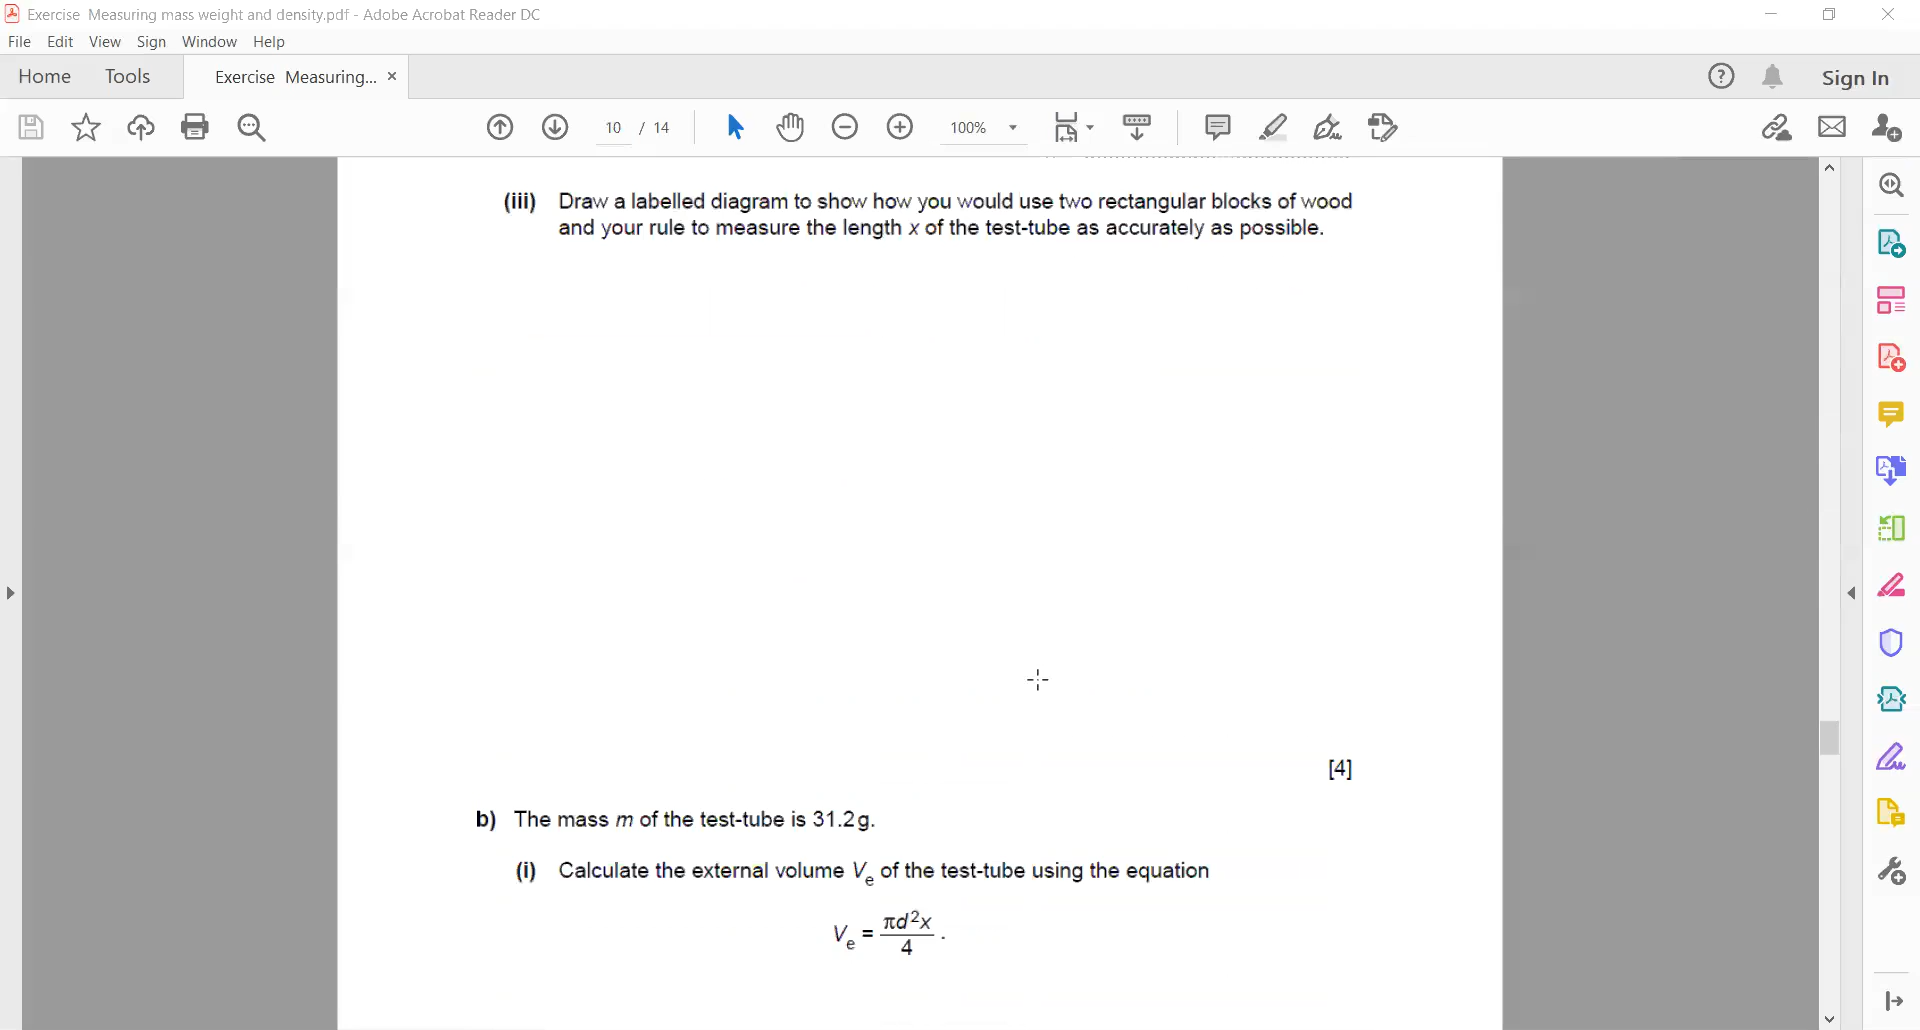 Exercise  Measuring mass weight and density.pdf - Adobe Acrobat Reader DC
File Edit View Sign Window Help
Home Tools Exercise  Measuring... × Sign In
10 / 14 100%
(iii) Draw a labelled diagram to show how you would use two rectangular blocks of wood
and your rule to measure the length x of the test-tube as accurately as possible.
[4]
b) The mass m of the test-tube is 31.2 g.
(i) Calculate the external volume Vₑ of the test-tube using the equation
Vₑ = πd²x / 4 .